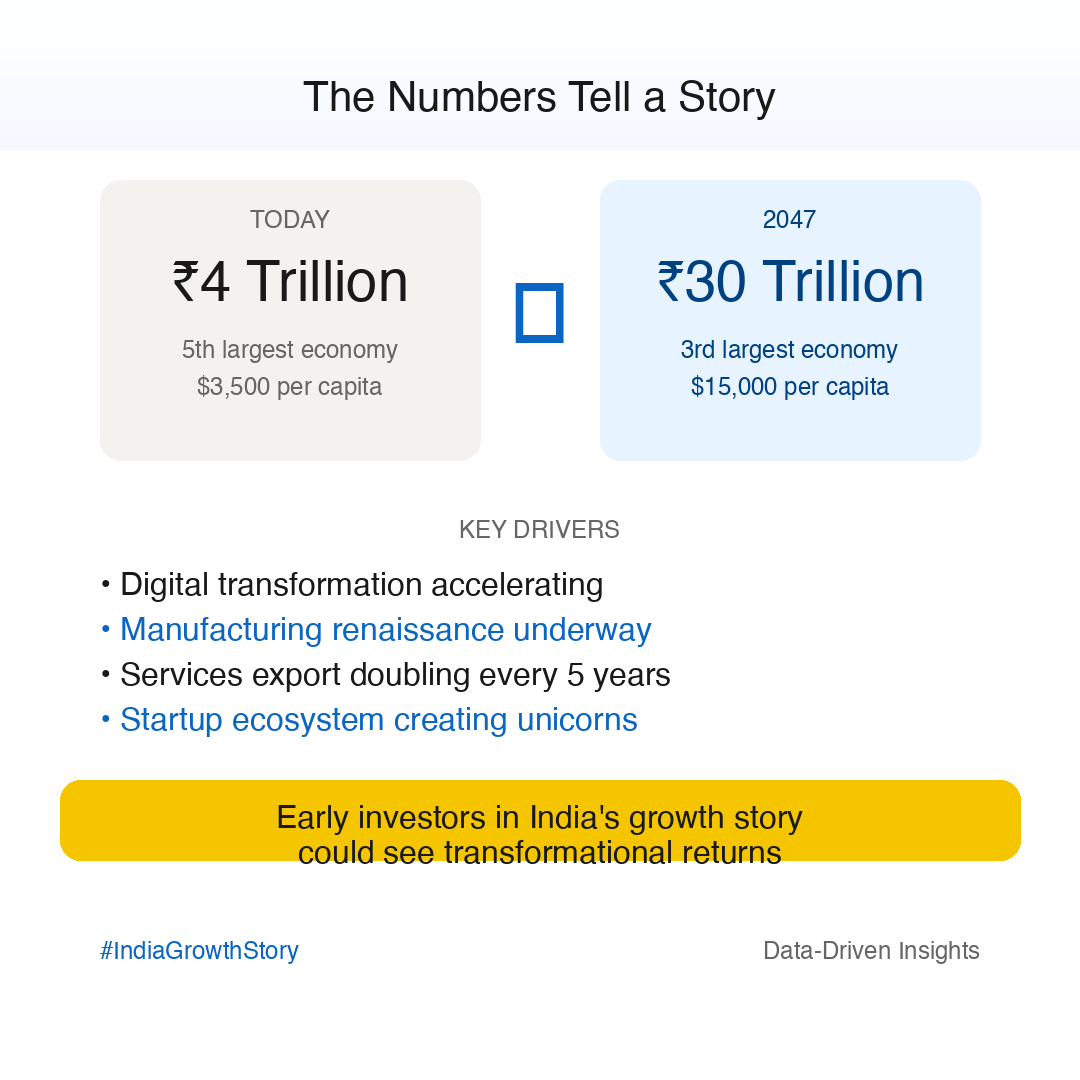 The Numbers Tell a Story
TODAY
₹4 Trillion
5th largest economy
$3,500 per capita
2047
₹30 Trillion
3rd largest economy
$15,000 per capita
KEY DRIVERS
• Digital transformation accelerating
• Manufacturing renaissance underway
• Services export doubling every 5 years
• Startup ecosystem creating unicorns
Early investors in India's growth story
could see transformational returns
#IndiaGrowthStory
Data-Driven Insights